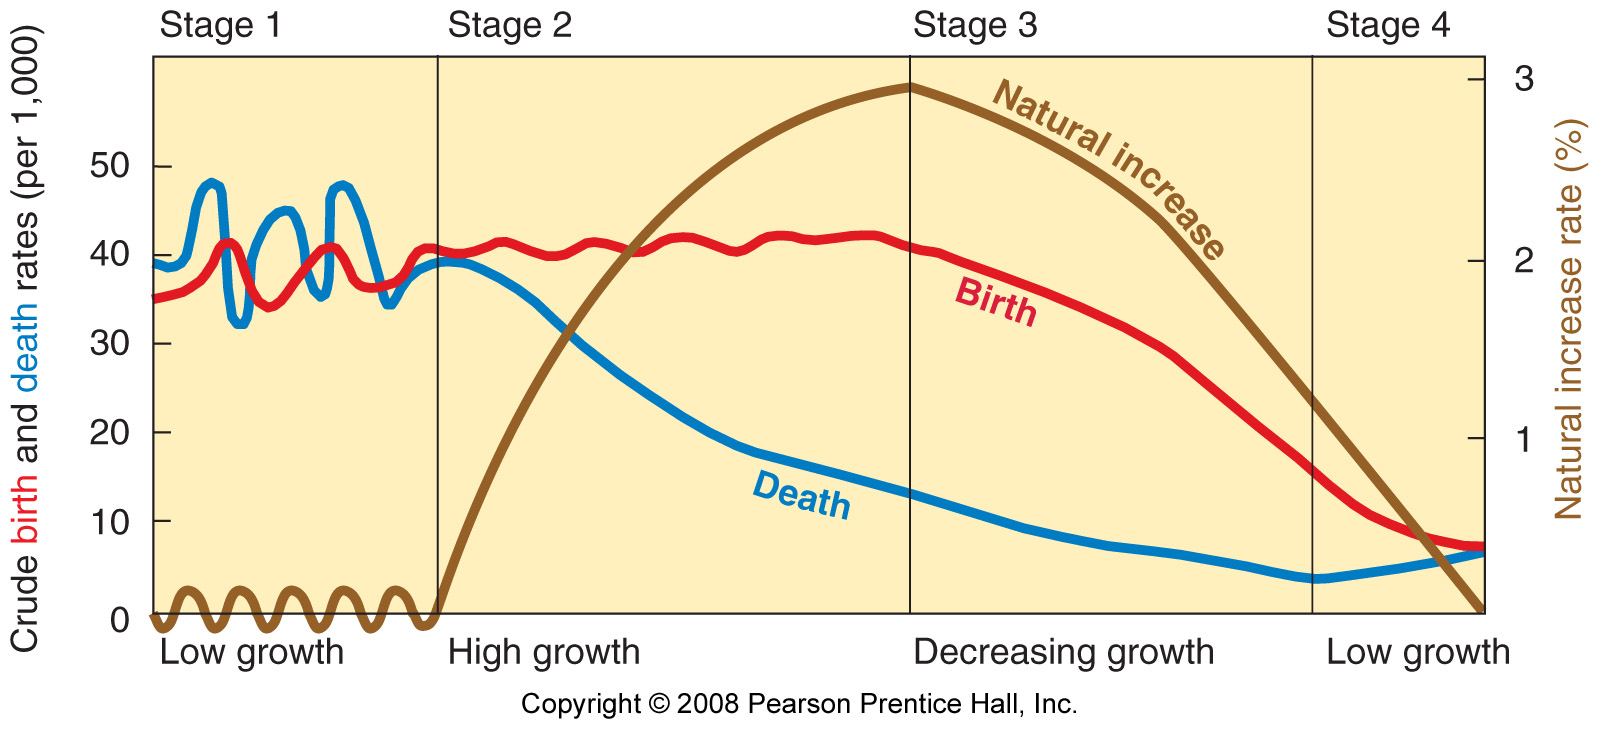 Stage 1
Stage 2
Stage 3
Stage 4
Crude birth and death rates (per 1,000)
50
40
30
20
10
0
Natural increase
Birth
Death
3
2
1
Natural increase rate (%)
Low growth
High growth
Decreasing growth
Low growth
Copyright © 2008 Pearson Prentice Hall, Inc.